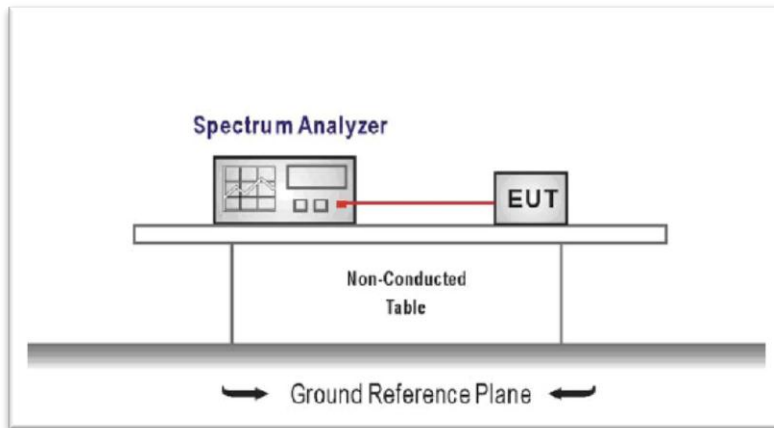 Spectrum Analyzer
EUT
Non-Conducted
Table
Ground Reference Plane